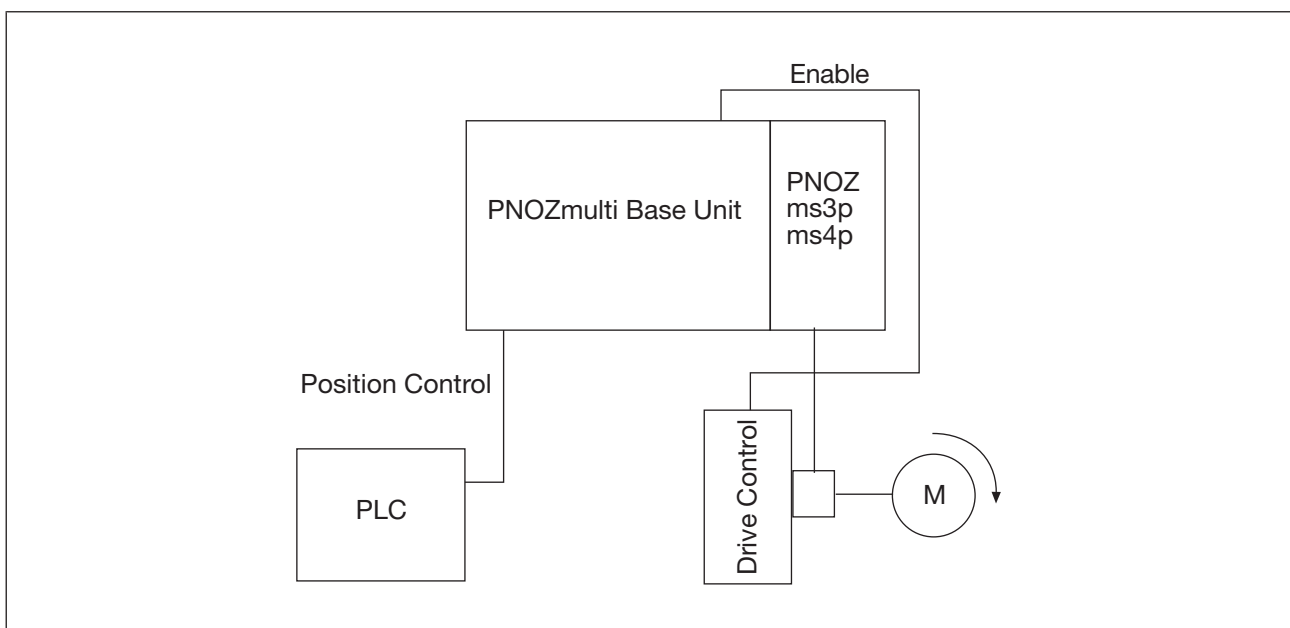 Enable
PNOZmulti Base Unit
PNOZ
ms3p
ms4p
Position Control
PLC
Drive Control
M